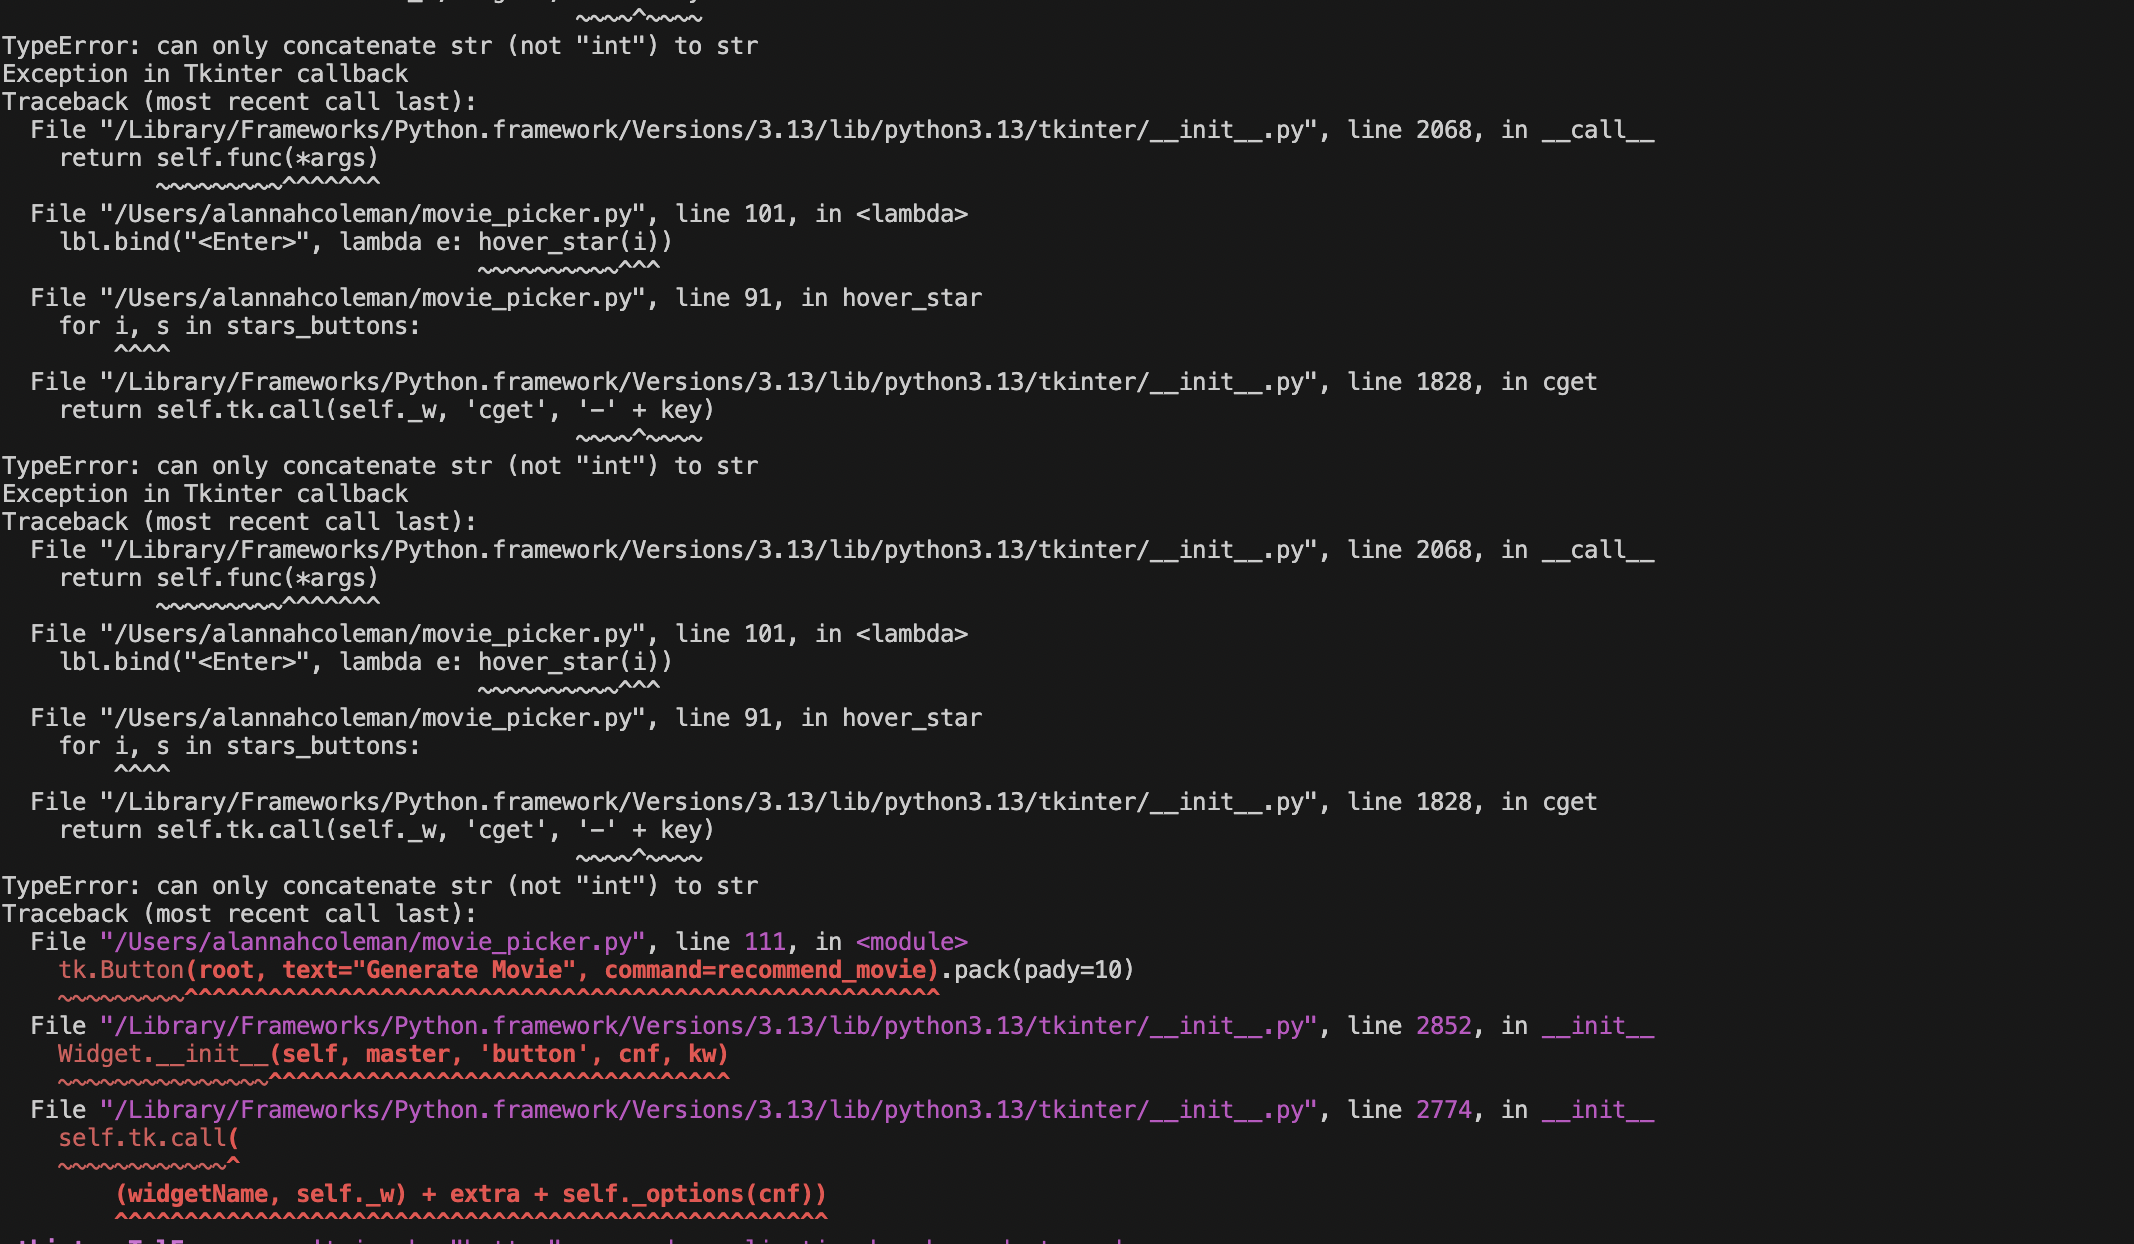 ~~~~^~~~~
TypeError: can only concatenate str (not "int") to str
Exception in Tkinter callback
Traceback (most recent call last):
  File "/Library/Frameworks/Python.framework/Versions/3.13/lib/python3.13/tkinter/__init__.py", line 2068, in __call__
    return self.func(*args)
           ~~~~~~~~~^^^^^^^
  File "/Users/alannahcoleman/movie_picker.py", line 101, in <lambda>
    lbl.bind("<Enter>", lambda e: hover_star(i))
                                  ~~~~~~~~~~^^^
  File "/Users/alannahcoleman/movie_picker.py", line 91, in hover_star
    for i, s in stars_buttons:
        ^^^^
  File "/Library/Frameworks/Python.framework/Versions/3.13/lib/python3.13/tkinter/__init__.py", line 1828, in cget
    return self.tk.call(self._w, 'cget', '-' + key)
                                         ~~~~^~~~~
TypeError: can only concatenate str (not "int") to str
Exception in Tkinter callback
Traceback (most recent call last):
  File "/Library/Frameworks/Python.framework/Versions/3.13/lib/python3.13/tkinter/__init__.py", line 2068, in __call__
    return self.func(*args)
           ~~~~~~~~~^^^^^^^
  File "/Users/alannahcoleman/movie_picker.py", line 101, in <lambda>
    lbl.bind("<Enter>", lambda e: hover_star(i))
                                  ~~~~~~~~~~^^^
  File "/Users/alannahcoleman/movie_picker.py", line 91, in hover_star
    for i, s in stars_buttons:
        ^^^^
  File "/Library/Frameworks/Python.framework/Versions/3.13/lib/python3.13/tkinter/__init__.py", line 1828, in cget
    return self.tk.call(self._w, 'cget', '-' + key)
                                         ~~~~^~~~~
TypeError: can only concatenate str (not "int") to str
Traceback (most recent call last):
  File "/Users/alannahcoleman/movie_picker.py", line 111, in <module>
    tk.Button(root, text="Generate Movie", command=recommend_movie).pack(pady=10)
    ~~~~~~~~~^^^^^^^^^^^^^^^^^^^^^^^^^^^^^^^^^^^^^^^^^^^^^^^^^^^^^^
  File "/Library/Frameworks/Python.framework/Versions/3.13/lib/python3.13/tkinter/__init__.py", line 2852, in __init__
    Widget.__init__(self, master, 'button', cnf, kw)
    ~~~~~~~~~~~~~~~^^^^^^^^^^^^^^^^^^^^^^^^^^^^^^^^^
  File "/Library/Frameworks/Python.framework/Versions/3.13/lib/python3.13/tkinter/__init__.py", line 2774, in __init__
    self.tk.call(
    ~~~~~~~~~~~~^
        (widgetName, self._w) + extra + self._options(cnf))
        ^^^^^^^^^^^^^^^^^^^^^^^^^^^^^^^^^^^^^^^^^^^^^^^^^^^